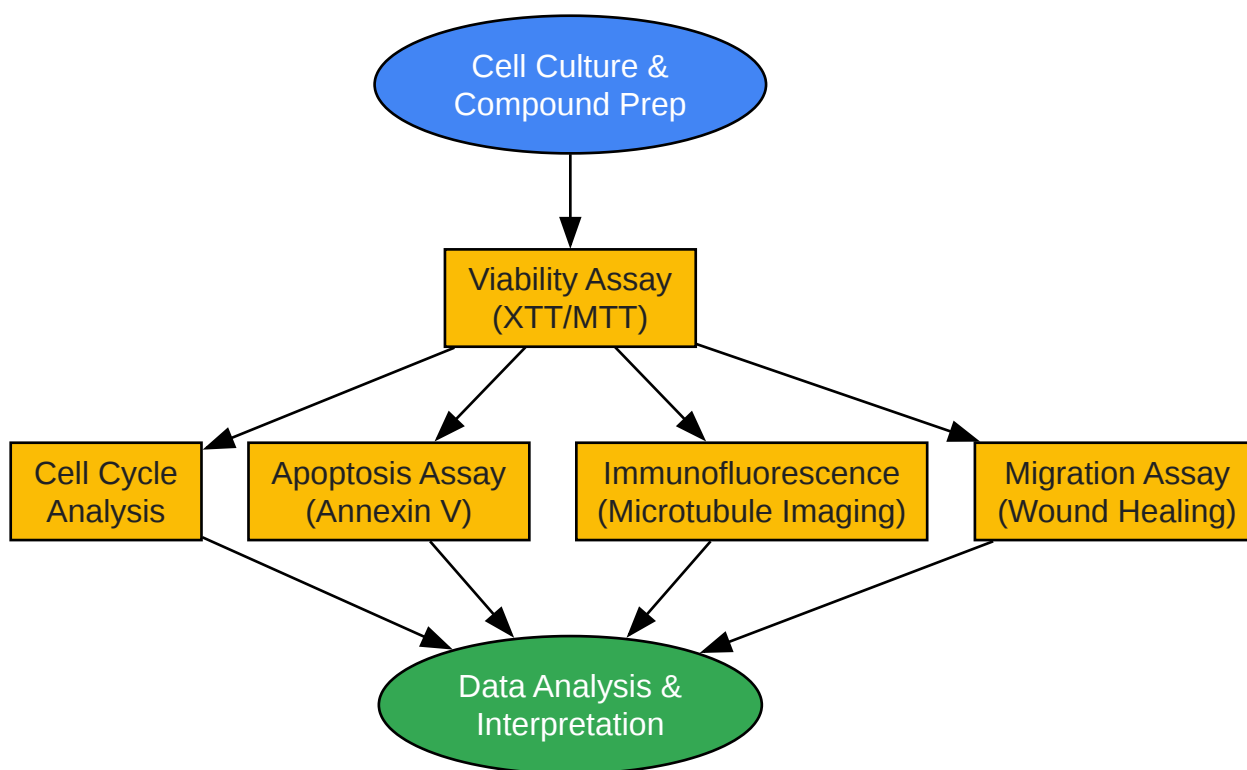 Cell Culture &
Compound Prep
Viability Assay
(XTT/MTT)
Cell Cycle
Analysis
Apoptosis Assay
(Annexin V)
Immunofluorescence
(Microtubule Imaging)
Migration Assay
(Wound Healing)
Data Analysis &
Interpretation